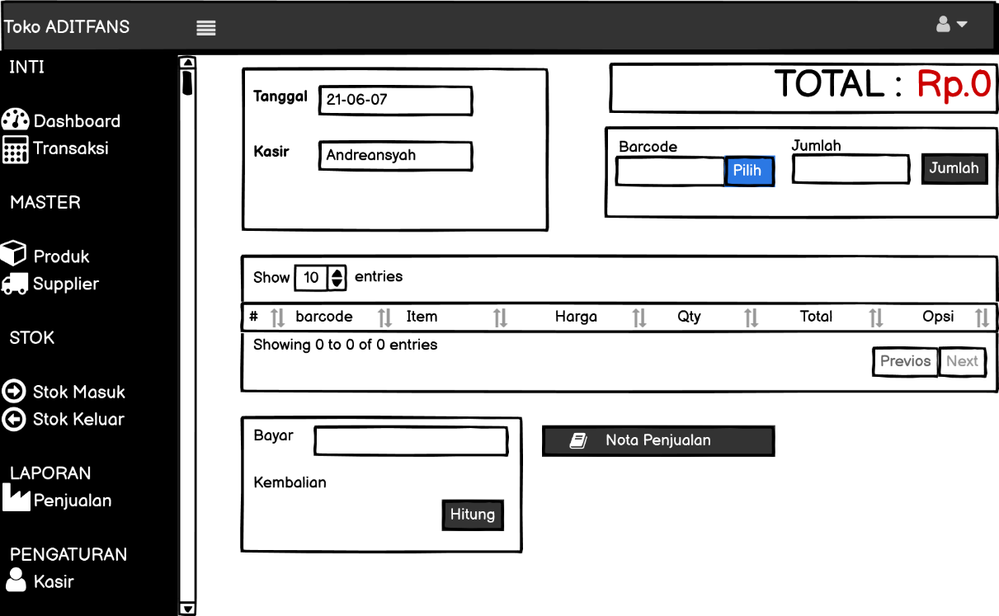 Toko ADITFANS
INTI
Dashboard
Transaksi
MASTER
Produk
Supplier
STOK
Stok Masuk
Stok Keluar
LAPORAN
Penjualan
PENGATURAN
Kasir
Tanggal 21-06-07
Kasir Andreansyah
TOTAL : Rp.0
Barcode Jumlah
Pilih Jumlah
Show 10 entries
# barcode Item Harga Qty Total Opsi
Showing 0 to 0 of 0 entries
Previos Next
Bayar
Kembalian
Hitung
Nota Penjualan